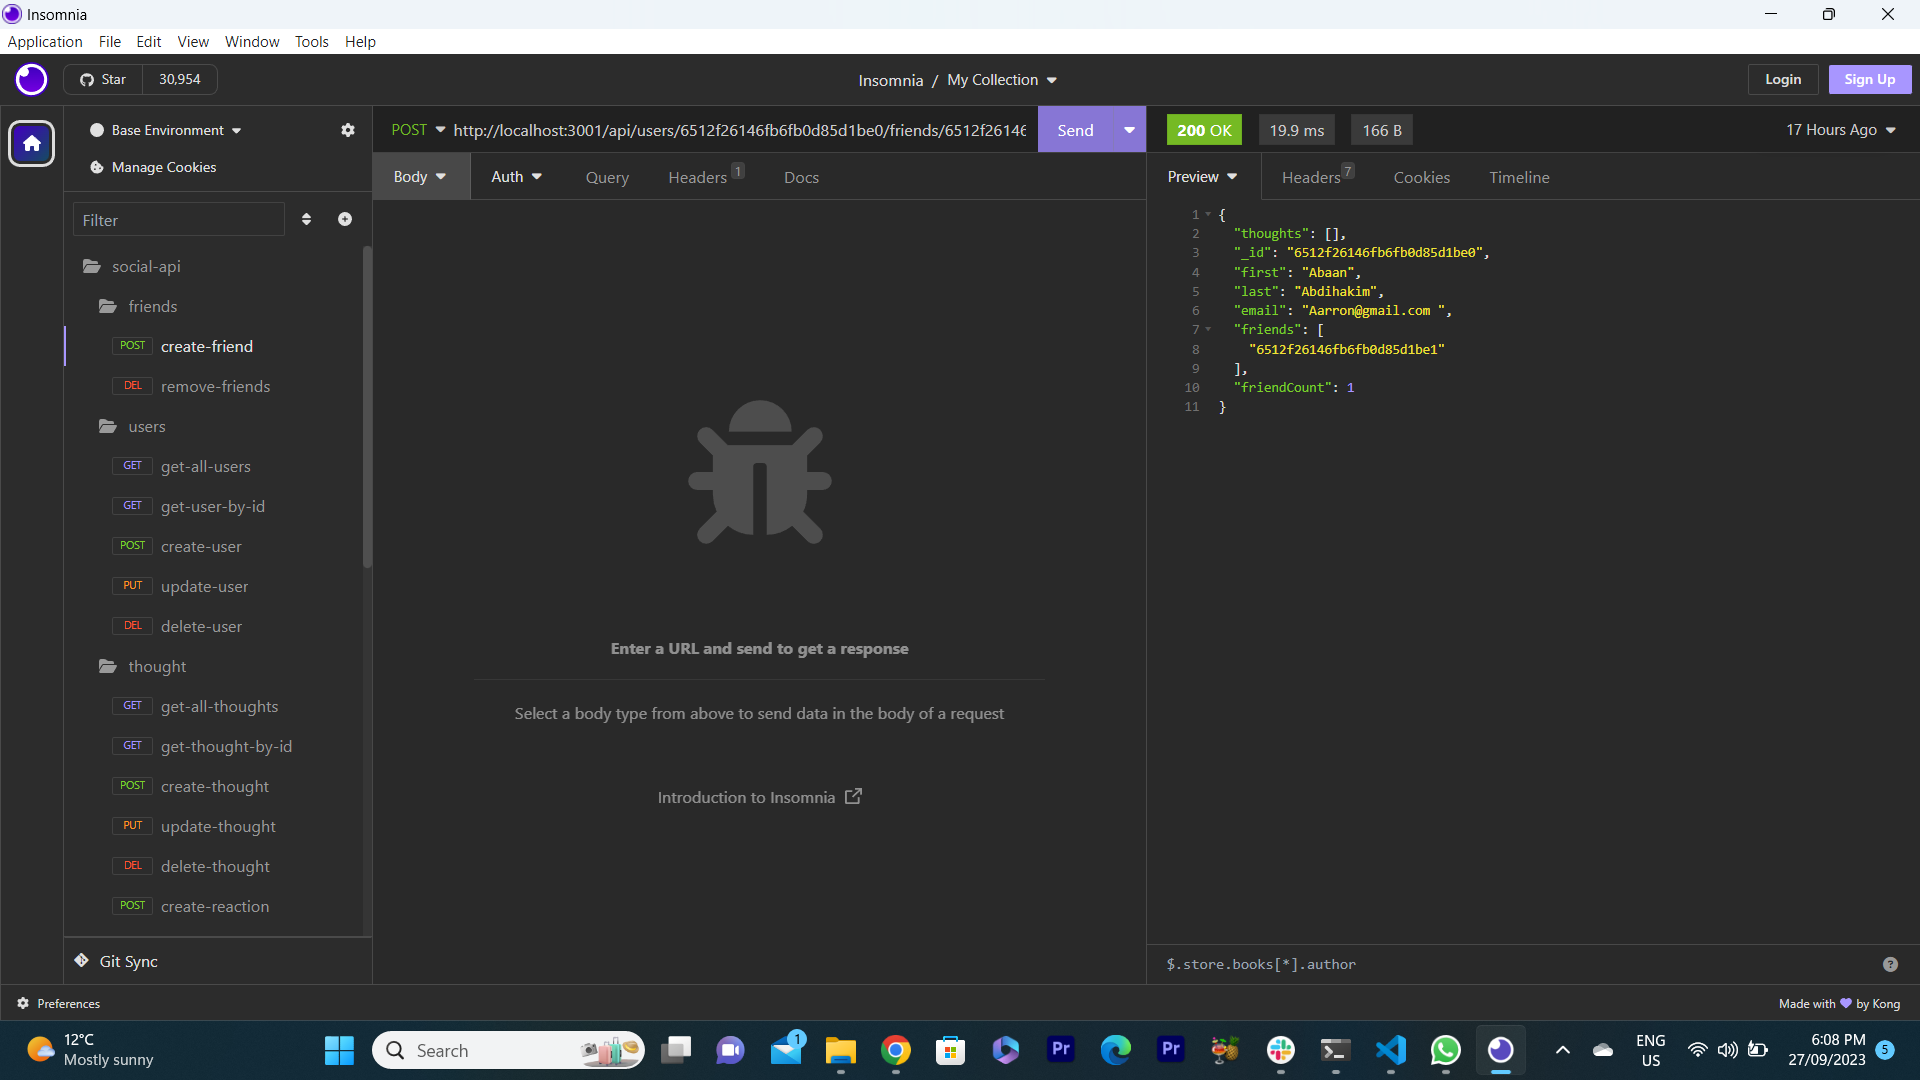 Insomnia
Application File Edit View Window Tools Help
Star 30,954
Insomnia / My Collection
Login Sign Up
Base Environment
Manage Cookies
Filter
social-api
friends
POST create-friend
DEL remove-friends
users
GET get-all-users
GET get-user-by-id
POST create-user
PUT update-user
DEL delete-user
thought
GET get-all-thoughts
GET get-thought-by-id
POST create-thought
PUT update-thought
DEL delete-thought
POST create-reaction
Git Sync
POST http://localhost:3001/api/users/6512f26146fb6fb0d85d1be0/friends/6512f26146 Send
Body Auth Query Headers 1 Docs
Enter a URL and send to get a response
Select a body type from above to send data in the body of a request
Introduction to Insomnia
200 OK 19.9 ms 166 B 17 Hours Ago
Preview Headers 7 Cookies Timeline
1 {
2 "thoughts": [],
3 "_id": "6512f26146fb6fb0d85d1be0",
4 "first": "Abaan",
5 "last": "Abdihakim",
6 "email": "Aarron@gmail.com ",
7 "friends": [
8 "6512f26146fb6fb0d85d1be1"
9 ],
10 "friendCount": 1
11 }
$.store.books[*].author ?
Preferences
Made with 💜 by Kong
12°C
Mostly sunny
Search
1
Pr
Pr
ENG
US
6:08 PM
27/09/2023
5